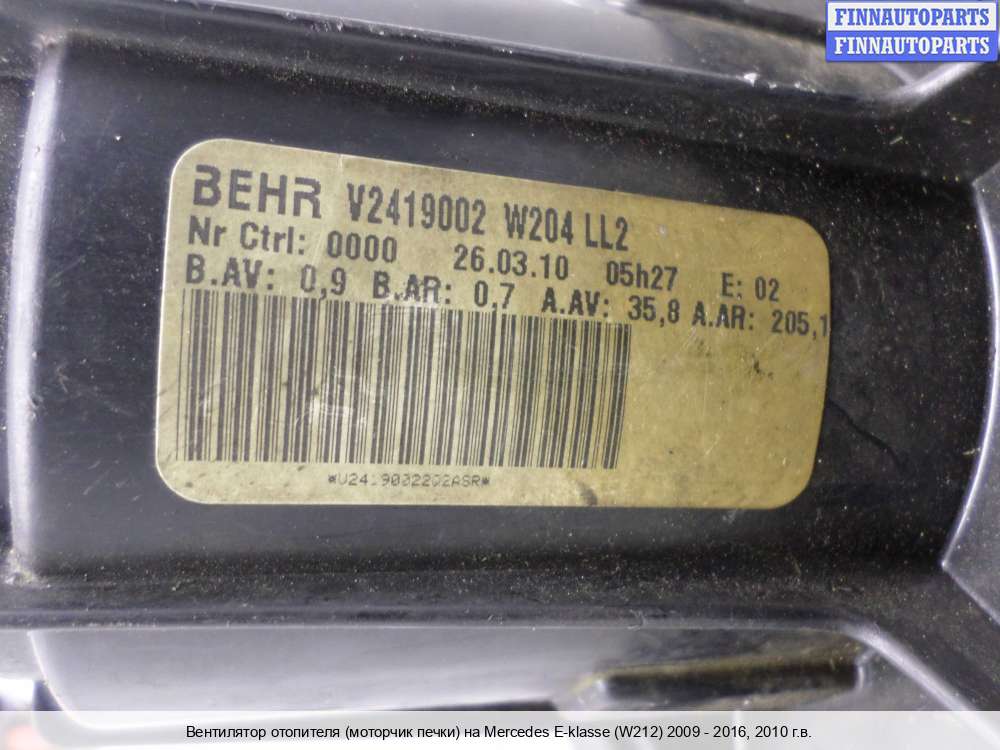 FINNAUTOPARTS
FINNAUTOPARTS
BEHR V2419002 W204 LL2
Nr Ctrl: 0000 26.03.10 05h27 E: 02
B.AV: 0,9 B.AR: 0,7 A.AV: 35,8 A.AR: 205,1
Вентилятор отопителя (моторчик печки) на Mercedes E-klasse (W212) 2009 - 2016, 2010 г.в.